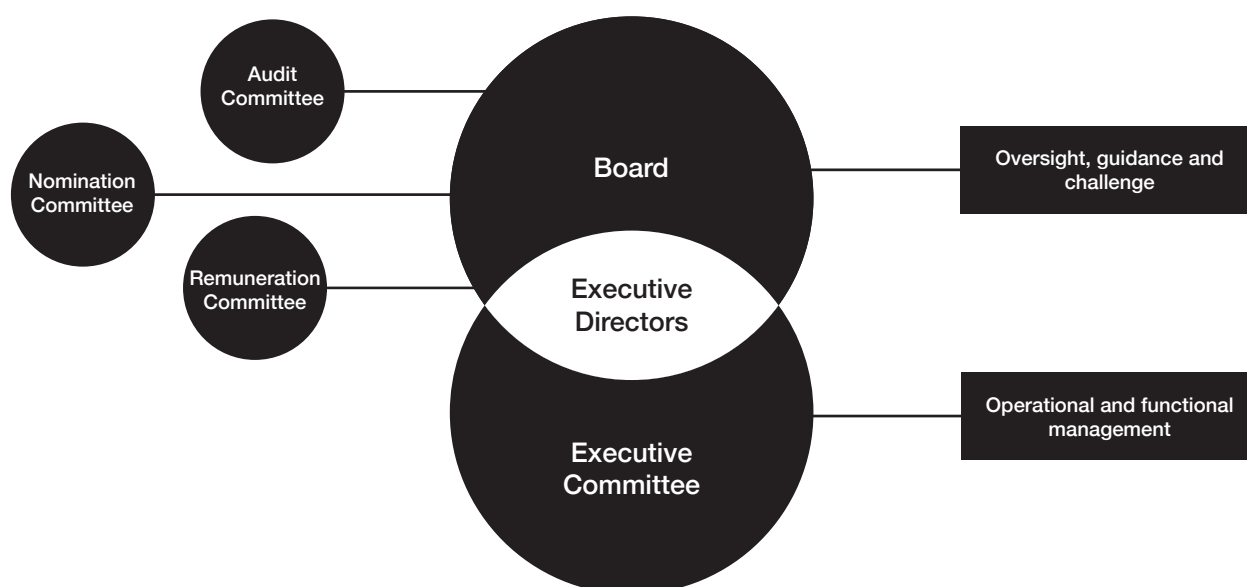 Audit
Committee
Nomination
Committee
Remuneration
Committee
Board
Executive
Directors
Executive
Committee
Oversight, guidance and
challenge
Operational and functional
management